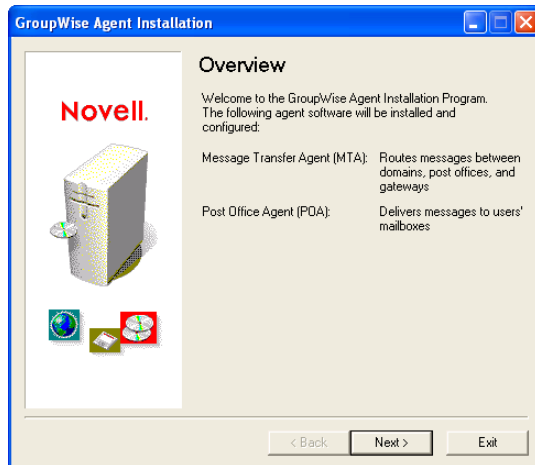 GroupWise Agent Installation
Novell.
Overview
Welcome to the GroupWise Agent Installation Program.
The following agent software will be installed and
configured:
Message Transfer Agent (MTA): Routes messages between
domains, post offices, and
gateways
Post Office Agent (POA): Delivers messages to users'
mailboxes
< Back
Next >
Exit